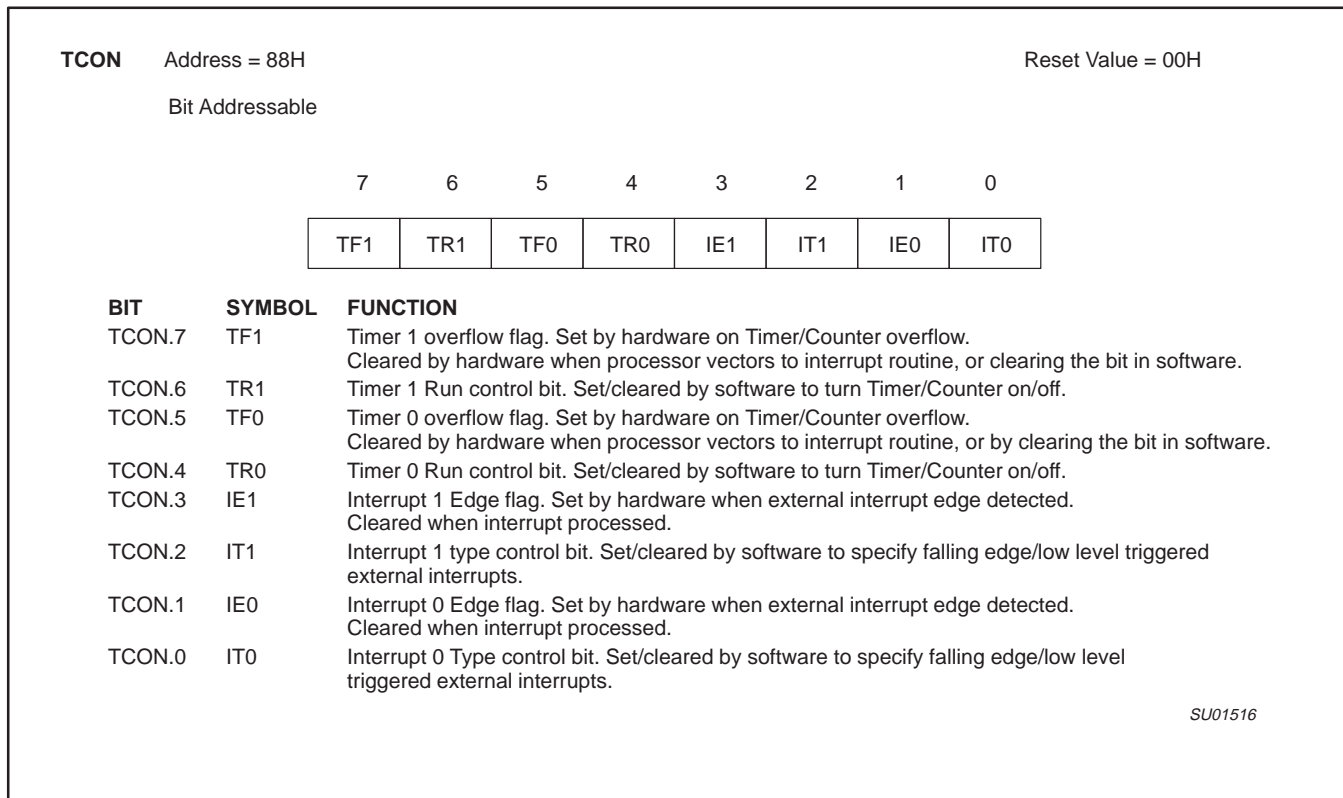 TCON Address = 88H Reset Value = 00H
Bit Addressable
7 6 5 4 3 2 1 0
TF1 TR1 TF0 TR0 IE1 IT1 IE0 IT0
BIT SYMBOL FUNCTION
TCON.7 TF1 Timer 1 overflow flag. Set by hardware on Timer/Counter overflow.
Cleared by hardware when processor vectors to interrupt routine, or clearing the bit in software.
TCON.6 TR1 Timer 1 Run control bit. Set/cleared by software to turn Timer/Counter on/off.
TCON.5 TF0 Timer 0 overflow flag. Set by hardware on Timer/Counter overflow.
Cleared by hardware when processor vectors to interrupt routine, or by clearing the bit in software.
TCON.4 TR0 Timer 0 Run control bit. Set/cleared by software to turn Timer/Counter on/off.
TCON.3 IE1 Interrupt 1 Edge flag. Set by hardware when external interrupt edge detected.
Cleared when interrupt processed.
TCON.2 IT1 Interrupt 1 type control bit. Set/cleared by software to specify falling edge/low level triggered
external interrupts.
TCON.1 IE0 Interrupt 0 Edge flag. Set by hardware when external interrupt edge detected.
Cleared when interrupt processed.
TCON.0 IT0 Interrupt 0 Type control bit. Set/cleared by software to specify falling edge/low level
triggered external interrupts.
SU01516